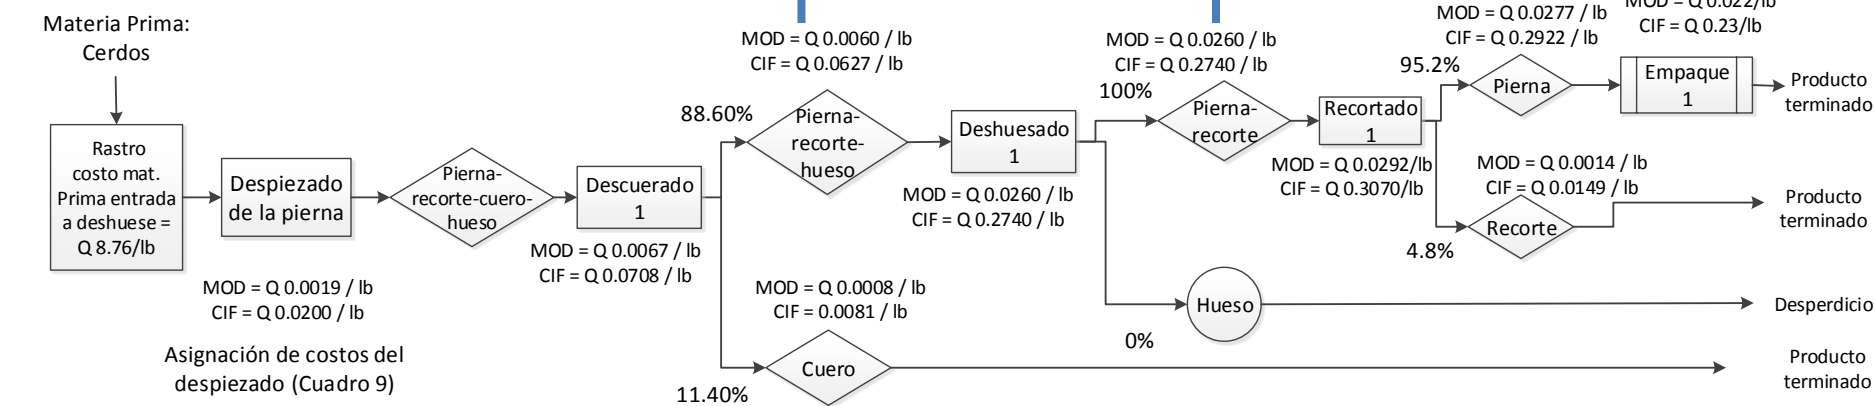 Materia Prima:
Cerdos
Rastro
costo mat.
Prima entrada
a deshuese =
Q 8.76/lb
Despiezado
de la pierna
MOD = Q 0.0019 / lb
CIF = Q 0.0200 / lb
Asignación de costos del
despiezado (Cuadro 9)
Pierna-
recorte-cuero-
hueso
Descuerado
1
MOD = Q 0.0067 / lb
CIF = Q 0.0708 / lb
MOD = Q 0.0060 / lb
CIF = Q 0.0627 / lb
88.60%
Pierna-
recorte-
hueso
Deshuesado
1
MOD = Q 0.0260 / lb
CIF = Q 0.2740 / lb
MOD = Q 0.0008 / lb
CIF = 0.0081 / lb
Cuero
11.40%
MOD = Q 0.0260 / lb
CIF = Q 0.2740 / lb
100%
Pierna-
recorte
Recortado
1
MOD = Q 0.0292/lb
CIF = Q 0.3070/lb
Hueso
0%
MOD = Q 0.0277 / lb
CIF = Q 0.2922 / lb
95.2%
Pierna
MOD = Q 0.022/lb
CIF = Q 0.23/lb
Empaque
1
Producto
terminado
MOD = Q 0.0014 / lb
CIF = Q 0.0149 / lb
Recorte
4.8%
Producto
terminado
Desperdicio
Producto
terminado